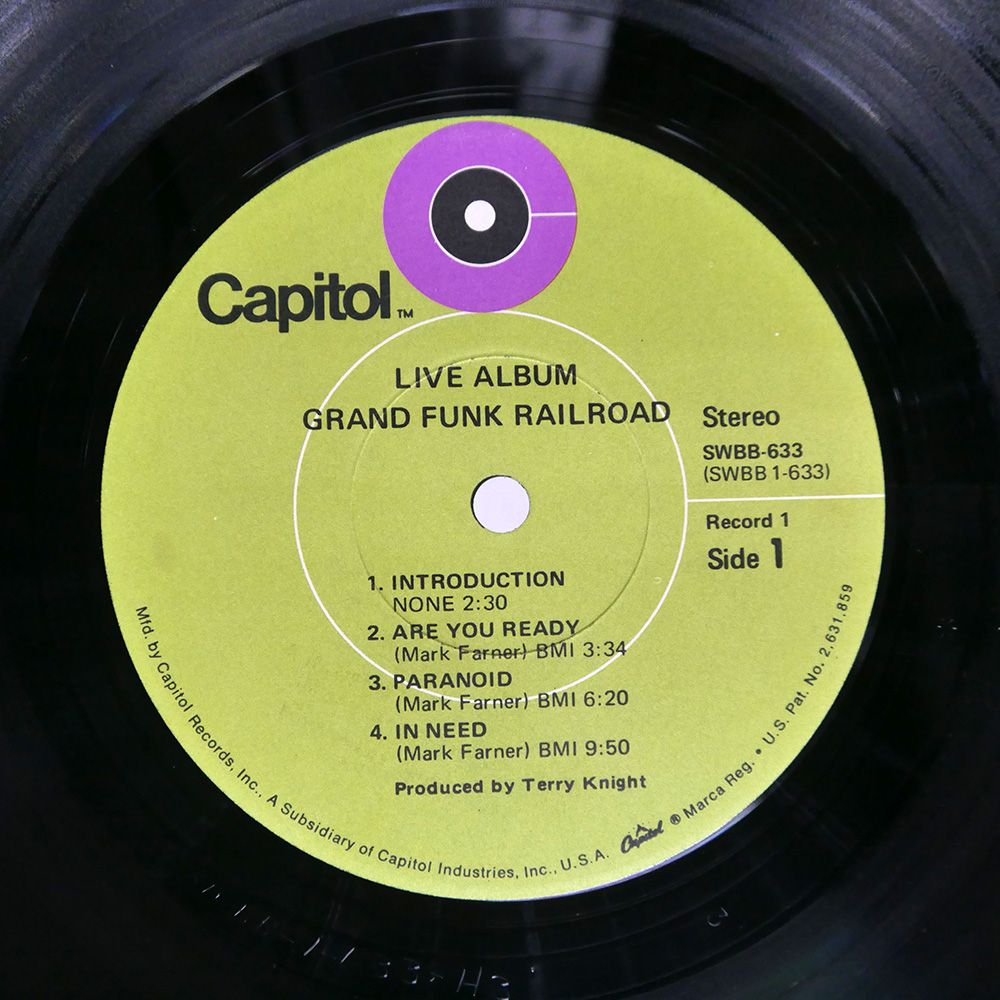 Capitol™
LIVE ALBUM
GRAND FUNK RAILROAD
Stereo
SWBB-633
(SWBB 1-633)
Record 1
Side 1
1. INTRODUCTION
NONE 2:30
2. ARE YOU READY
(Mark Farner) BMI 3:34
3. PARANOID
(Mark Farner) BMI 6:20
4. IN NEED
(Mark Farner) BMI 9:50
Produced by Terry Knight
Mfd. by Capitol Records, Inc., A Subsidiary of Capitol Industries, Inc., U.S.A. Capitol ® Marca Reg. • U.S. Pat. No. 2,631,859